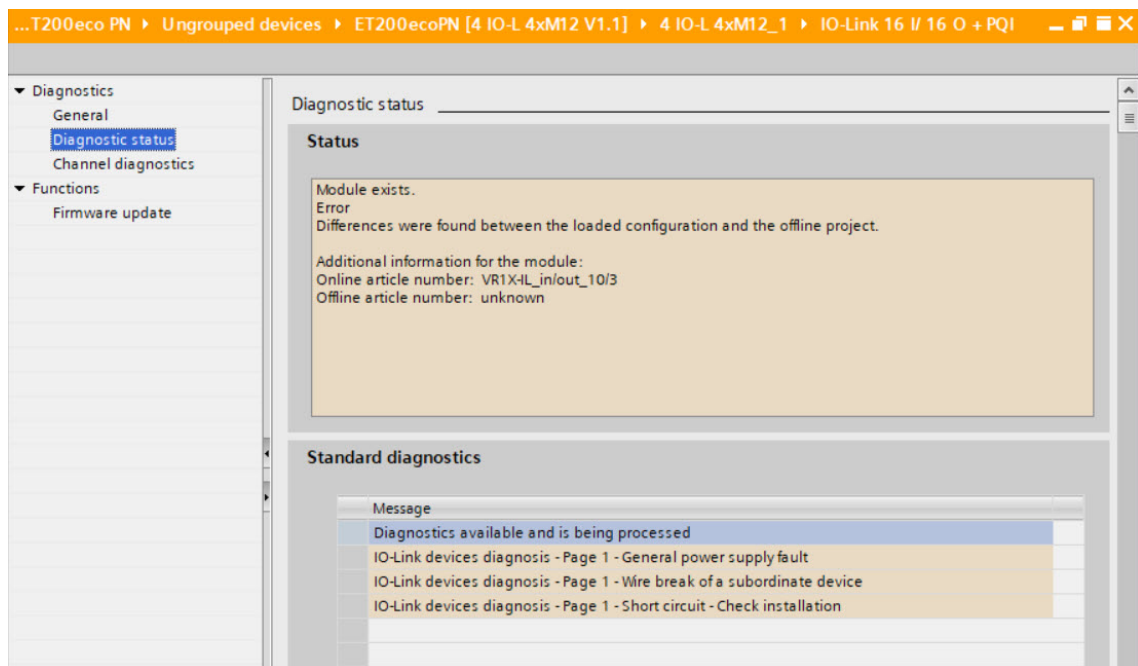 ...T200eco PN ▸ Ungrouped devices ▸ ET200ecoPN [4 IO-L 4xM12 V1.1] ▸ 4 IO-L 4xM12_1 ▸ IO-Link 16 I/ 16 O + PQI
Diagnostics
General
Diagnostic status
Channel diagnostics
Functions
Firmware update
Diagnostic status
Status
Module exists.
Error
Differences were found between the loaded configuration and the offline project.
Additional information for the module:
Online article number: VR1X-IL_in/out_10/3
Offline article number: unknown
Standard diagnostics
Message
Diagnostics available and is being processed
IO-Link devices diagnosis - Page 1 - General power supply fault
IO-Link devices diagnosis - Page 1 - Wire break of a subordinate device
IO-Link devices diagnosis - Page 1 - Short circuit - Check installation